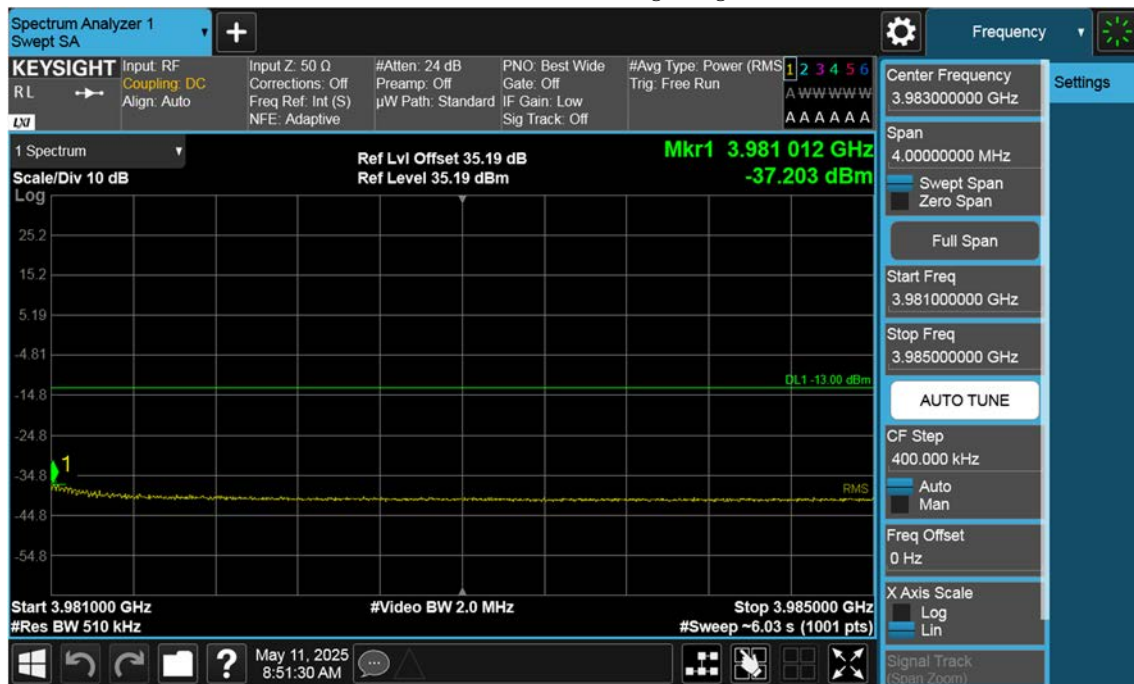 Spectrum Analyzer 1
Swept SA
Frequency
KEYSIGHT
RL
LXI
Input: RF
Coupling: DC
Align: Auto
Input Z: 50 Ω
Corrections: Off
Freq Ref: Int (S)
NFE: Adaptive
#Atten: 24 dB
Preamp: Off
µW Path: Standard
PNO: Best Wide
Gate: Off
IF Gain: Low
Sig Track: Off
#Avg Type: Power (RMS
Trig: Free Run
1 2 3 4 5 6
A W W W W W
A A A A A A
1 Spectrum
Scale/Div 10 dB
Log
Ref Lvl Offset 35.19 dB
Ref Level 35.19 dBm
Mkr1 3.981 012 GHz
-37.203 dBm
25.2
15.2
5.19
-4.81
DL1 -13.00 dBm
-14.8
-24.8
1
-34.8
RMS
-44.8
-54.8
Start 3.981000 GHz
#Video BW 2.0 MHz
Stop 3.985000 GHz
#Res BW 510 kHz
#Sweep ~6.03 s (1001 pts)
?
May 11, 2025
8:51:30 AM
Center Frequency
3.983000000 GHz
Settings
Span
4.00000000 MHz
Swept Span
Zero Span
Full Span
Start Freq
3.981000000 GHz
Stop Freq
3.985000000 GHz
AUTO TUNE
CF Step
400.000 kHz
Auto
Man
Freq Offset
0 Hz
X Axis Scale
Log
Lin
Signal Track
(Span Zoom)